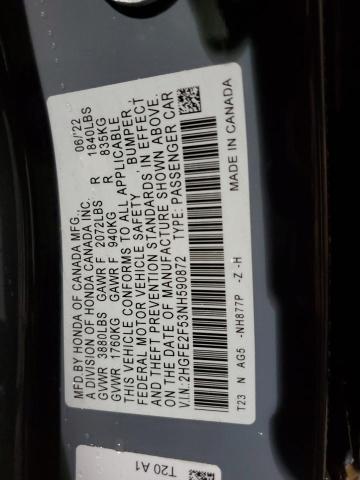 MFD.BY HONDA OF CANADA MFG., 06/'22
A DIVISION OF HONDA CANADA INC.
GVWR 3880LBS GAWR F 2072LBS R 1840LBS
GVWR 1760KG GAWR F 940KG R 835KG
THIS VEHICLE CONFORMS TO ALL APPLICABLE
FEDERAL MOTOR VEHICLE SAFETY, BUMPER,
AND THEFT PREVENTION STANDARDS IN EFFECT
ON THE DATE OF MANUFACTURE SHOWN ABOVE.
V.I.N: 2HGFE2F53NH590872 TYPE: PASSENGER CAR
T23 N AG5 -NH877P -Z -H
MADE IN CANADA
T20 A1